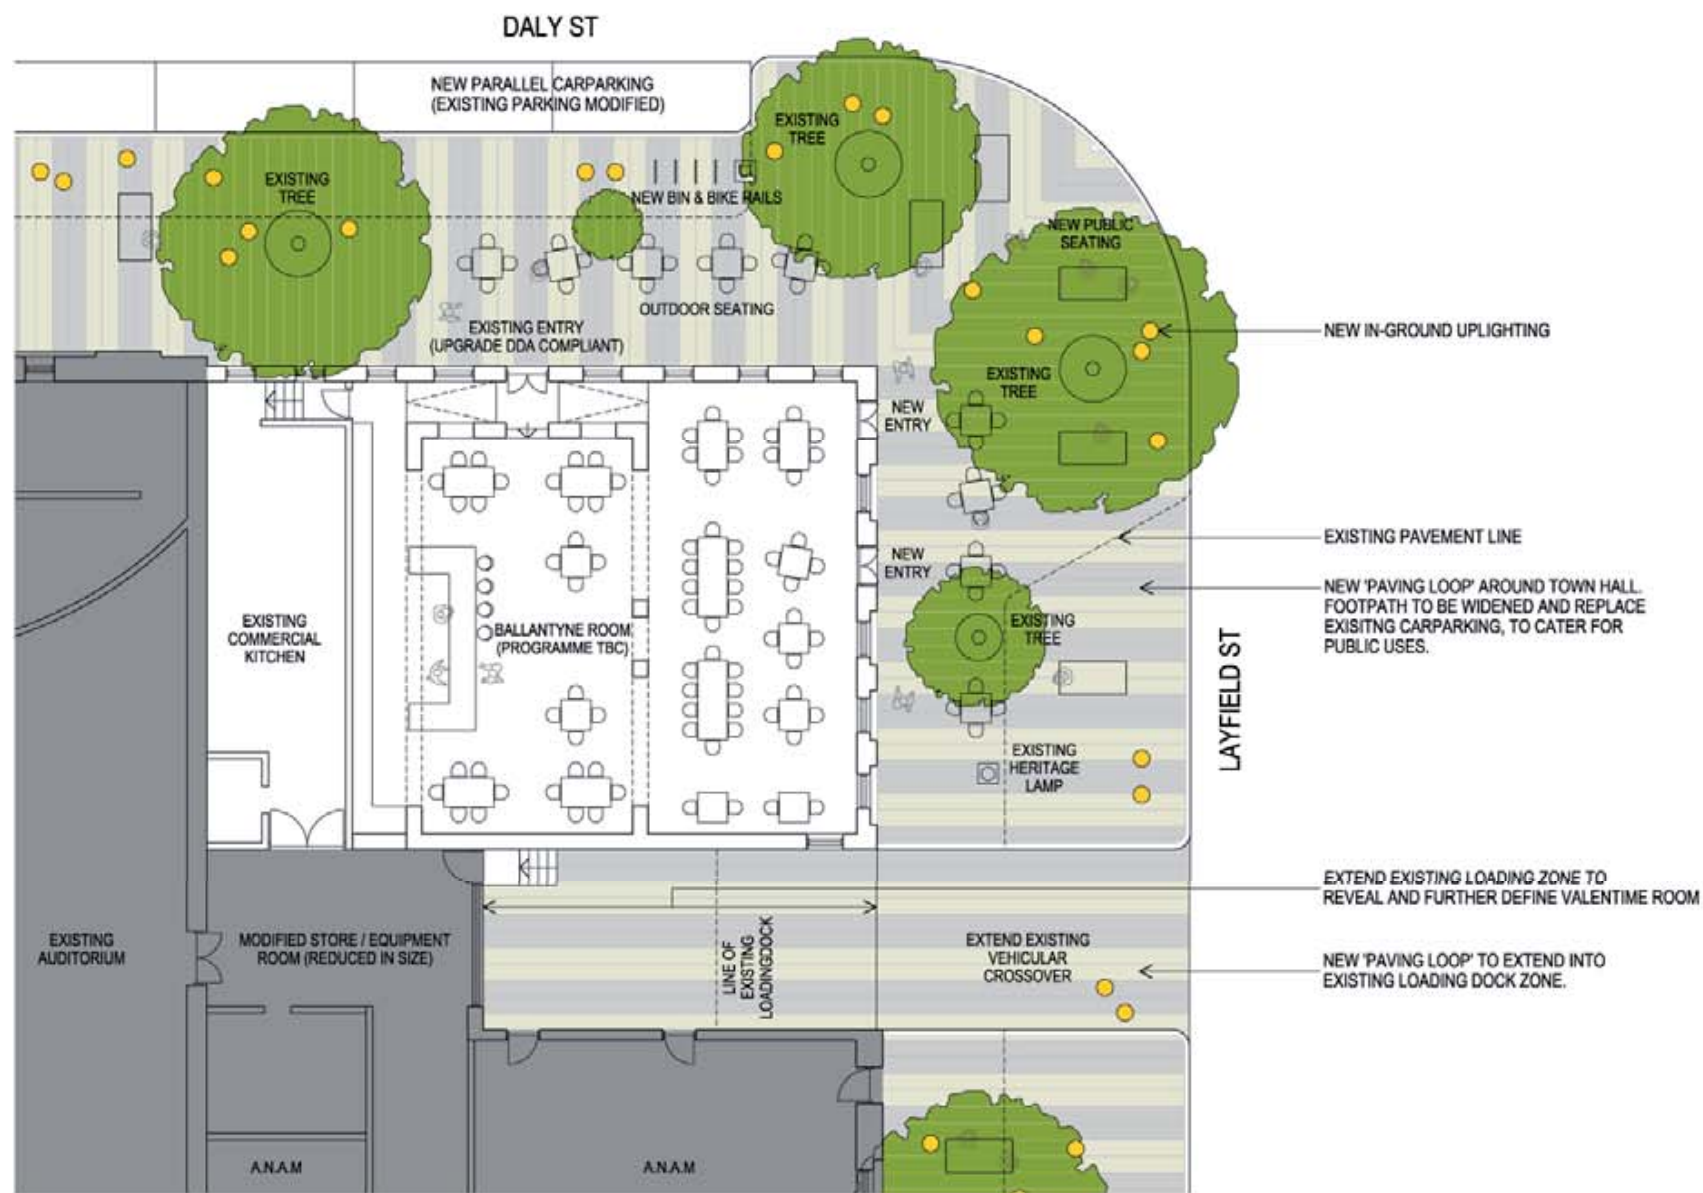 DALY ST
NEW PARALLEL CARPARKING
(EXISTING PARKING MODIFIED)
EXISTING
TREE
EXISTING
TREE
NEW BIN & BIKE RAILS
NEW PUBLIC
SEATING
OUTDOOR SEATING
EXISTING ENTRY
(UPGRADE DDA COMPLIANT)
NEW IN-GROUND UPLIGHTING
EXISTING
TREE
NEW
ENTRY
EXISTING PAVEMENT LINE
NEW
ENTRY
NEW 'PAVING LOOP' AROUND TOWN HALL.
FOOTPATH TO BE WIDENED AND REPLACE
EXISITNG CARPARKING, TO CATER FOR
PUBLIC USES.
EXISTING
COMMERCIAL
KITCHEN
BALLANTYNE ROOM
(PROGRAMME TBC)
EXISTING
TREE
LAYFIELD ST
EXISTING
HERITAGE
LAMP
EXTEND EXISTING LOADING ZONE TO
REVEAL AND FURTHER DEFINE VALENTIME ROOM
EXISTING
AUDITORIUM
MODIFIED STORE / EQUIPMENT
ROOM (REDUCED IN SIZE)
LINE OF
EXISTING
LOADINGDOCK
EXTEND EXISTING
VEHICULAR
CROSSOVER
NEW 'PAVING LOOP' TO EXTEND INTO
EXISTING LOADING DOCK ZONE.
A.N.A.M
A.N.A.M